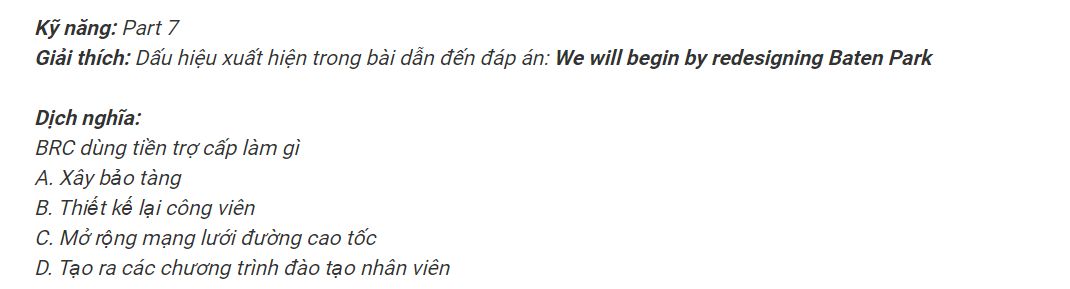 Kỹ năng: Part 7
Giải thích: Dấu hiệu xuất hiện trong bài dẫn đến đáp án: We will begin by redesigning Baten Park
Dịch nghĩa:
BRC dùng tiền trợ cấp làm gì
A. Xây bảo tàng
B. Thiết kế lại công viên
C. Mở rộng mạng lưới đường cao tốc
D. Tạo ra các chương trình đào tạo nhân viên